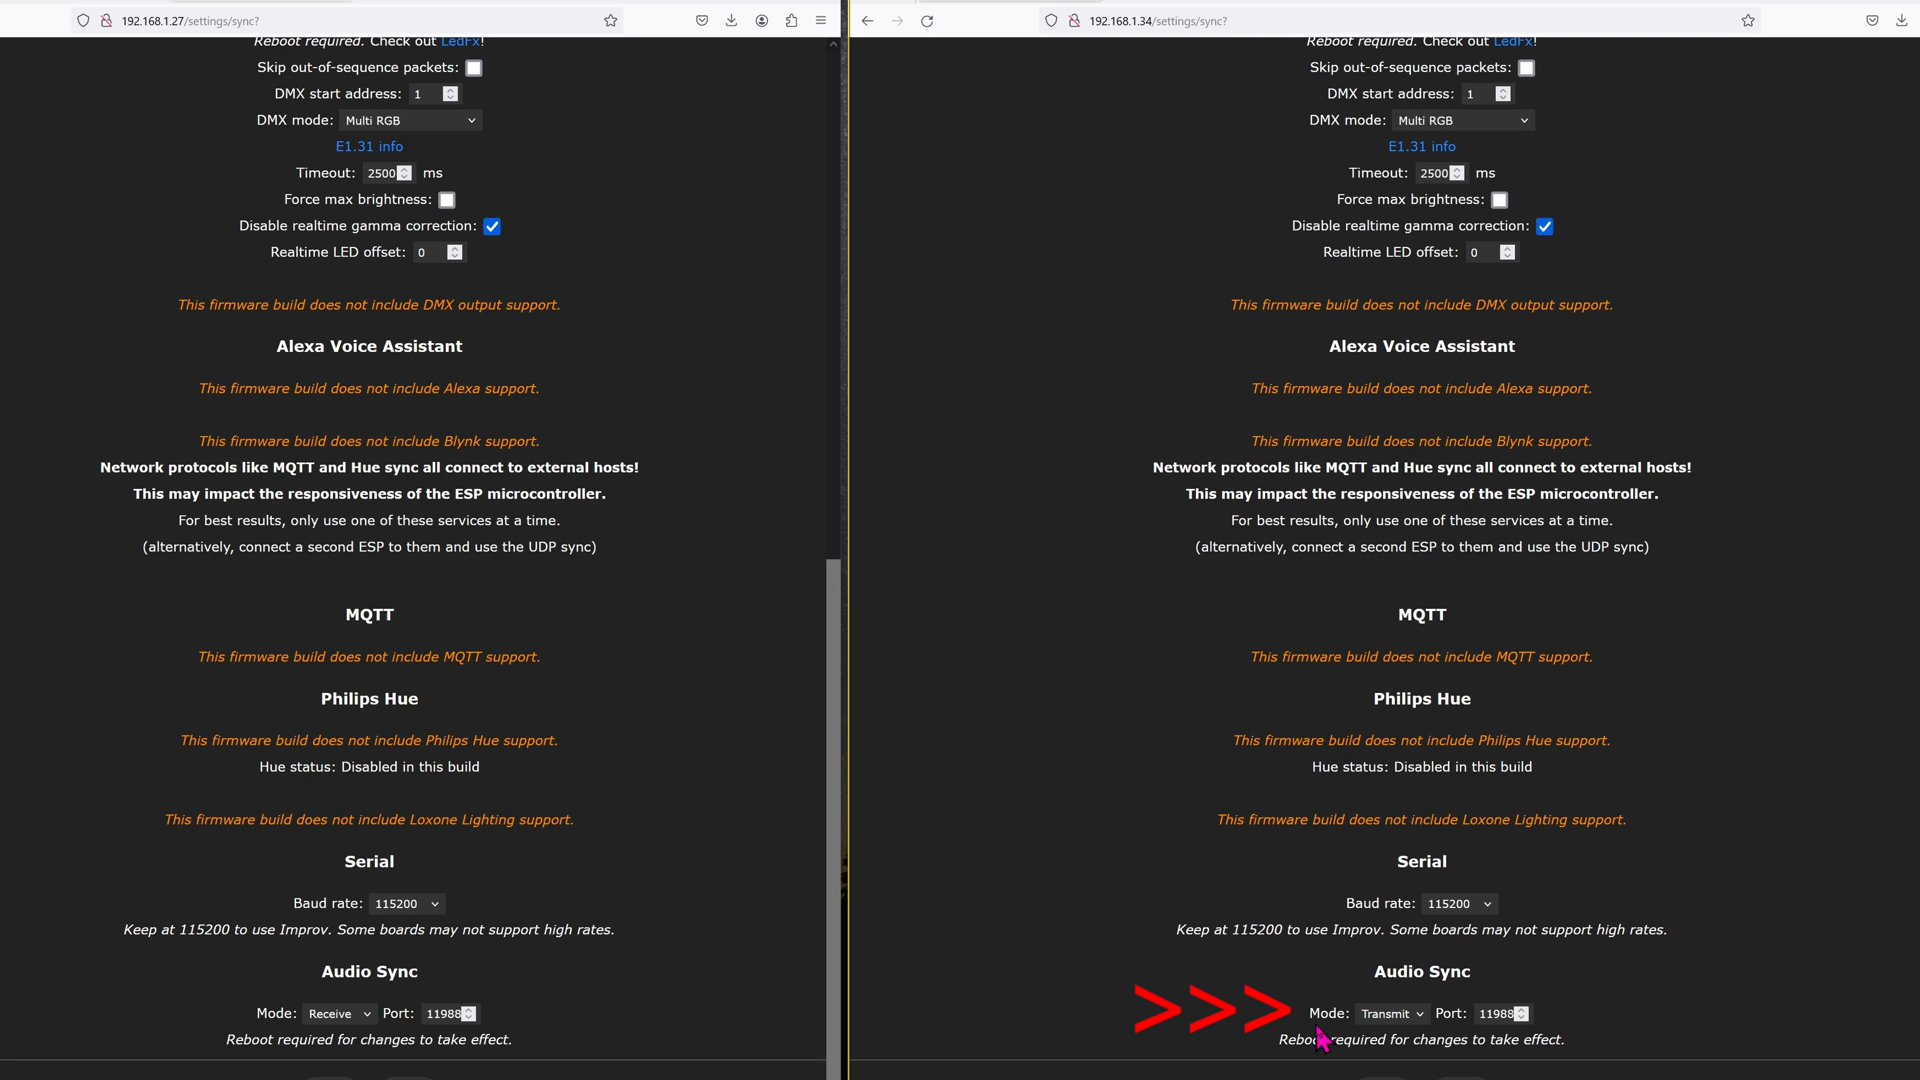 192.168.1.27/settings/sync?
Reboot required. Check out LedFx!
Skip out-of-sequence packets:
DMX start address: 1
DMX mode: Multi RGB
E1.31 info
Timeout: 2500 ms
Force max brightness:
Disable realtime gamma correction:
Realtime LED offset: 0
This firmware build does not include DMX output support.
Alexa Voice Assistant
This firmware build does not include Alexa support.
This firmware build does not include Blynk support.
Network protocols like MQTT and Hue sync all connect to external hosts!
This may impact the responsiveness of the ESP microcontroller.
For best results, only use one of these services at a time.
(alternatively, connect a second ESP to them and use the UDP sync)
MQTT
This firmware build does not include MQTT support.
Philips Hue
This firmware build does not include Philips Hue support.
Hue status: Disabled in this build
This firmware build does not include Loxone Lighting support.
Serial
Baud rate: 115200
Keep at 115200 to use Improv. Some boards may not support high rates.
Audio Sync
Mode: Receive Port: 11988
Reboot required for changes to take effect.
192.168.1.34/settings/sync?
Reboot required. Check out LedFx!
Skip out-of-sequence packets:
DMX start address: 1
DMX mode: Multi RGB
E1.31 info
Timeout: 2500 ms
Force max brightness:
Disable realtime gamma correction:
Realtime LED offset: 0
This firmware build does not include DMX output support.
Alexa Voice Assistant
This firmware build does not include Alexa support.
This firmware build does not include Blynk support.
Network protocols like MQTT and Hue sync all connect to external hosts!
This may impact the responsiveness of the ESP microcontroller.
For best results, only use one of these services at a time.
(alternatively, connect a second ESP to them and use the UDP sync)
MQTT
This firmware build does not include MQTT support.
Philips Hue
This firmware build does not include Philips Hue support.
Hue status: Disabled in this build
This firmware build does not include Loxone Lighting support.
Serial
Baud rate: 115200
Keep at 115200 to use Improv. Some boards may not support high rates.
Audio Sync
>>> Mode: Transmit Port: 11988
Reboot required for changes to take effect.